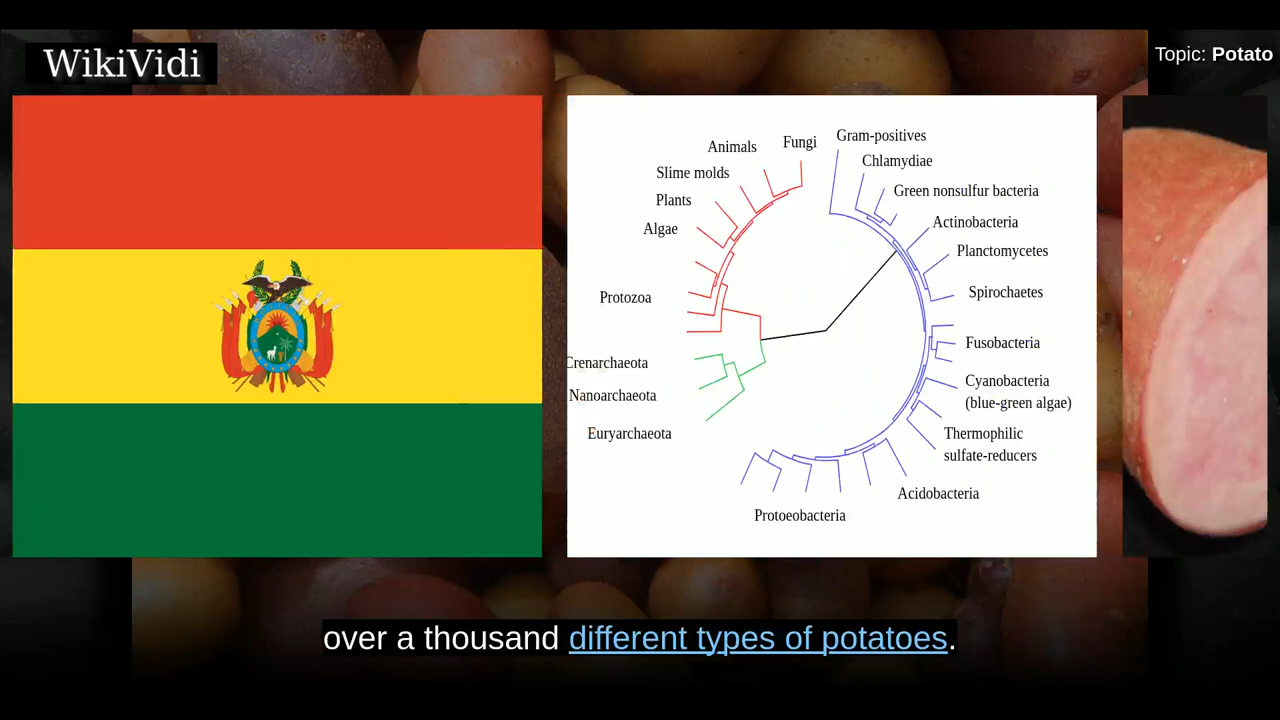 WikiVidi
Topic: Potato
Fungi
Gram-positives
Animals
Chlamydiae
Slime molds
Green nonsulfur bacteria
Plants
Actinobacteria
Algae
Planctomycetes
Spirochaetes
Protozoa
Fusobacteria
Crenarchaeota
Cyanobacteria
(blue-green algae)
Nanoarchaeota
Euryarchaeota
Thermophilic
sulfate-reducers
Acidobacteria
Protoeobacteria
over a thousand different types of potatoes.